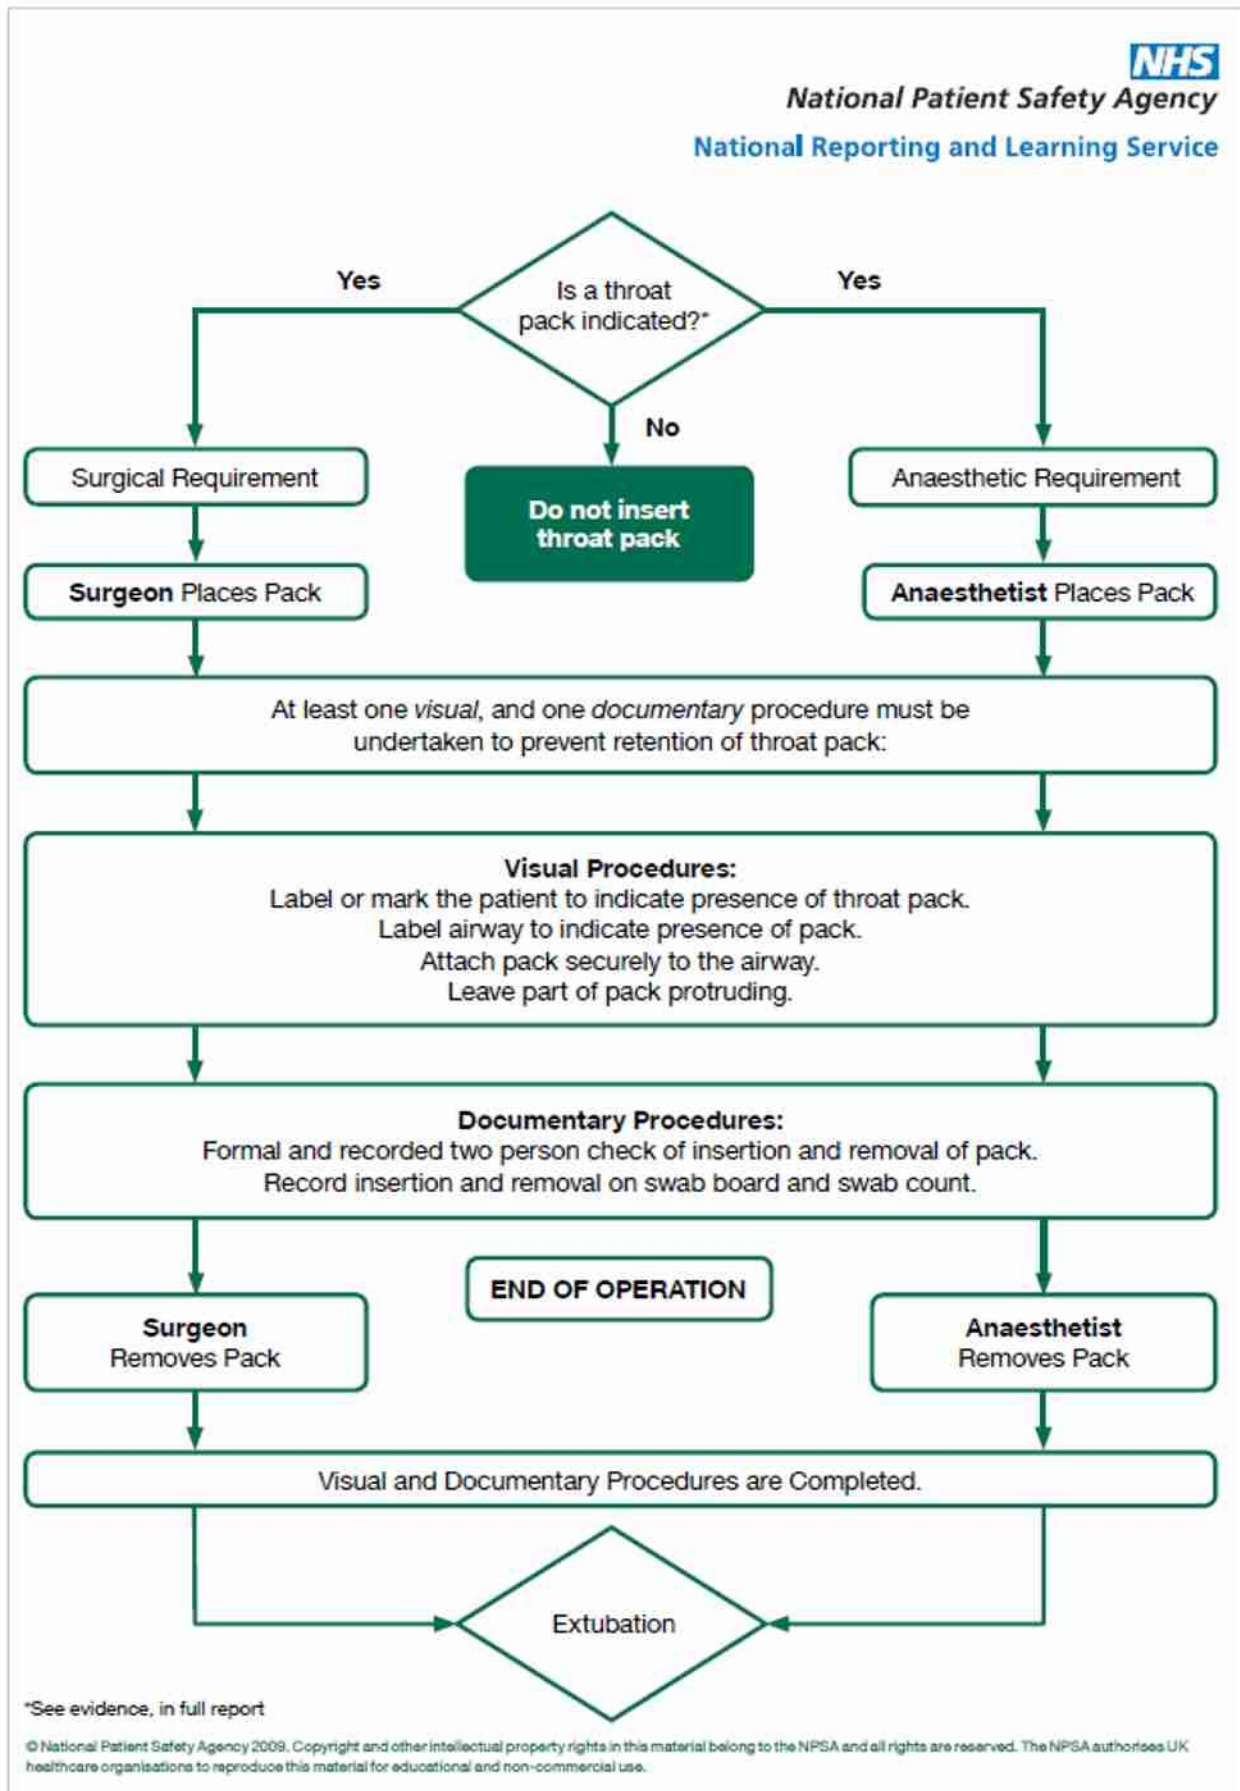 NHS
National Patient Safety Agency
National Reporting and Learning Service
Is a throat
pack indicated?*
Yes
Yes
No
Surgical Requirement
Do not insert
throat pack
Anaesthetic Requirement
Surgeon Places Pack
Anaesthetist Places Pack
At least one visual, and one documentary procedure must be
undertaken to prevent retention of throat pack:
Visual Procedures:
Label or mark the patient to indicate presence of throat pack.
Label airway to indicate presence of pack.
Attach pack securely to the airway.
Leave part of pack protruding.
Documentary Procedures:
Formal and recorded two person check of insertion and removal of pack.
Record insertion and removal on swab board and swab count.
END OF OPERATION
Surgeon
Removes Pack
Anaesthetist
Removes Pack
Visual and Documentary Procedures are Completed.
Extubation
*See evidence, in full report
© National Patient Safety Agency 2009. Copyright and other intellectual property rights in this material belong to the NPSA and all rights are reserved. The NPSA authorises UK
healthcare organisations to reproduce this material for educational and non-commercial use.